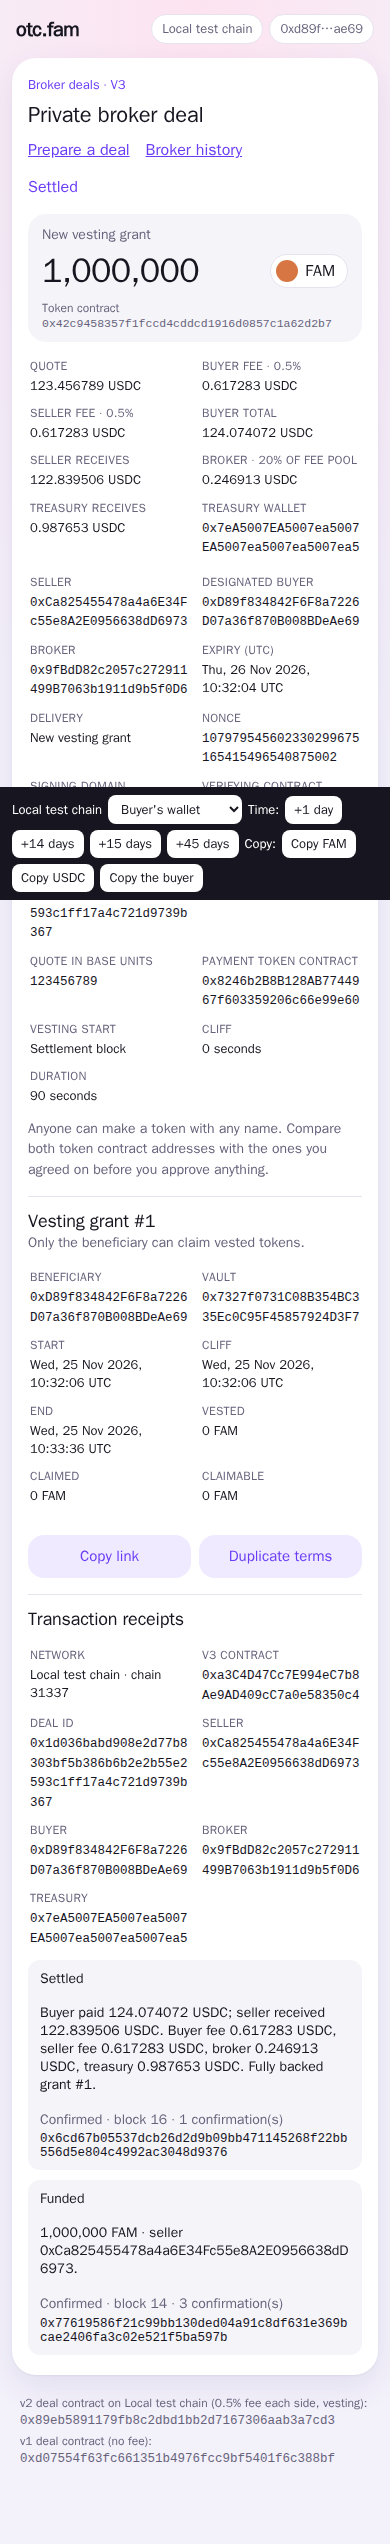 otc.fam
Local test chain
0xd89f···ae69
Broker deals · V3
Private broker deal
Prepare a deal
Broker history
Settled
New vesting grant
1,000,000
FAM
Token contract
0x42c9458357f1fccd4cddcd1916d0857c1a62d2b7
QUOTE
123.456789 USDC
BUYER FEE · 0.5%
0.617283 USDC
SELLER FEE · 0.5%
0.617283 USDC
BUYER TOTAL
124.074072 USDC
SELLER RECEIVES
122.839506 USDC
BROKER · 20% OF FEE POOL
0.246913 USDC
TREASURY RECEIVES
0.987653 USDC
TREASURY WALLET
0x7eA5007EA5007ea5007
EA5007ea5007ea5007ea5
SELLER
0xCa825455478a4a6E34F
c55e8A2E0956638dD6973
DESIGNATED BUYER
0xD89f834842F6F8a7226
D07a36f870B008BDeAe69
BROKER
0x9fBdD82c2057c272911
499B7063b1911d9b5f0D6
EXPIRY (UTC)
Thu, 26 Nov 2026,
10:32:04 UTC
DELIVERY
New vesting grant
NONCE
107979545602330299675
165415496540875002
SIGNING DOMAIN
VERIFYING CONTRACT
Local test chain
Buyer's wallet
Time:
+1 day
+14 days
+15 days
+45 days
Copy:
Copy FAM
Copy USDC
Copy the buyer
593c1ff17a4c721d9739b
367
QUOTE IN BASE UNITS
123456789
PAYMENT TOKEN CONTRACT
0x8246b2B8B128AB77449
67f603359206c66e99e60
VESTING START
Settlement block
CLIFF
0 seconds
DURATION
90 seconds
Anyone can make a token with any name. Compare
both token contract addresses with the ones you
agreed on before you approve anything.
Vesting grant #1
Only the beneficiary can claim vested tokens.
BENEFICIARY
0xD89f834842F6F8a7226
D07a36f870B008BDeAe69
VAULT
0x7327f0731C08B354BC3
35Ec0C95F45857924D3F7
START
Wed, 25 Nov 2026,
10:32:06 UTC
CLIFF
Wed, 25 Nov 2026,
10:32:06 UTC
END
Wed, 25 Nov 2026,
10:33:36 UTC
VESTED
0 FAM
CLAIMED
0 FAM
CLAIMABLE
0 FAM
Copy link
Duplicate terms
Transaction receipts
NETWORK
Local test chain · chain
31337
V3 CONTRACT
0xa3C4D47Cc7E994eC7b8
Ae9AD409cC7a0e58350c4
DEAL ID
0x1d036babd908e2d77b8
303bf5b386b6b2e2b55e2
593c1ff17a4c721d9739b
367
SELLER
0xCa825455478a4a6E34F
c55e8A2E0956638dD6973
BUYER
0xD89f834842F6F8a7226
D07a36f870B008BDeAe69
BROKER
0x9fBdD82c2057c272911
499B7063b1911d9b5f0D6
TREASURY
0x7eA5007EA5007ea5007
EA5007ea5007ea5007ea5
Settled
Buyer paid 124.074072 USDC; seller received
122.839506 USDC. Buyer fee 0.617283 USDC,
seller fee 0.617283 USDC, broker 0.246913
USDC, treasury 0.987653 USDC. Fully backed
grant #1.
Confirmed · block 16 · 1 confirmation(s)
0x6cd67b05537dcb26d2d9b09bb471145268f22bb
556d5e804c4992ac3048d9376
Funded
1,000,000 FAM · seller
0xCa825455478a4a6E34Fc55e8A2E0956638dD
6973.
Confirmed · block 14 · 3 confirmation(s)
0x77619586f21c99bb130ded04a91c8df631e369b
cae2406fa3c02e521f5ba597b
v2 deal contract on Local test chain (0.5% fee each side, vesting):
0x89eb5891179fb8c2dbd1bb2d7167306aab3a7cd3
v1 deal contract (no fee):
0xd07554f63fc661351b4976fcc9bf5401f6c388bf